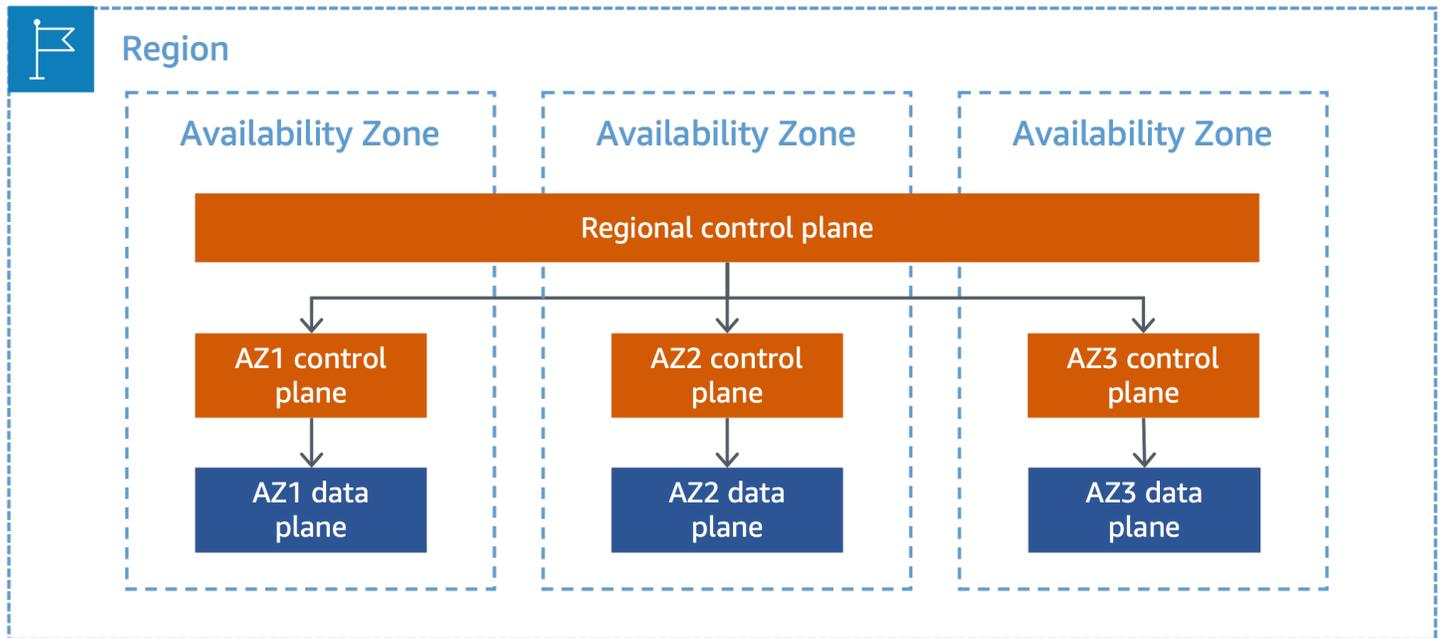 Region
Availability Zone
Availability Zone
Availability Zone
Regional control plane
AZ1 control
plane
AZ2 control
plane
AZ3 control
plane
AZ1 data
plane
AZ2 data
plane
AZ3 data
plane